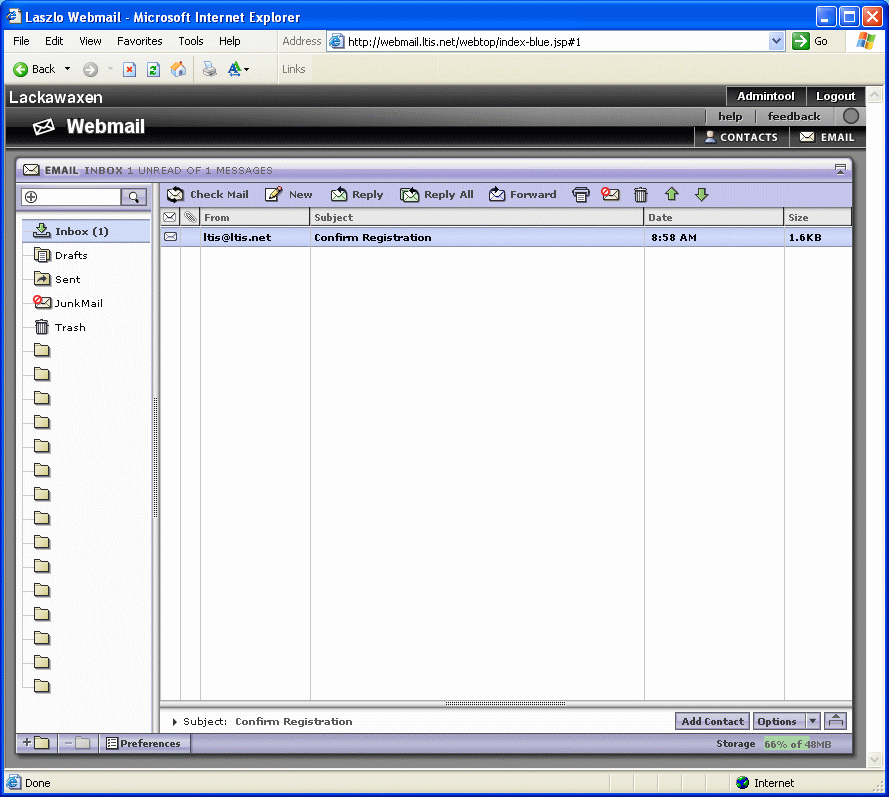 Laszlo Webmail - Microsoft Internet Explorer
File Edit View Favorites Tools Help Address http://webmail.ltis.net/webtop/index-blue.jsp#1 Go
Back Links
Lackawaxen Admintool Logout
help feedback
Webmail
CONTACTS EMAIL
EMAIL INBOX 1 UNREAD OF 1 MESSAGES
Check Mail New Reply Reply All Forward
From Subject Date Size
Inbox (1)
ltis@ltis.net Confirm Registration 8:58 AM 1.6KB
Drafts
Sent
JunkMail
Trash
Subject: Confirm Registration Add Contact Options
Preferences Storage 66% of 48MB
Done Internet